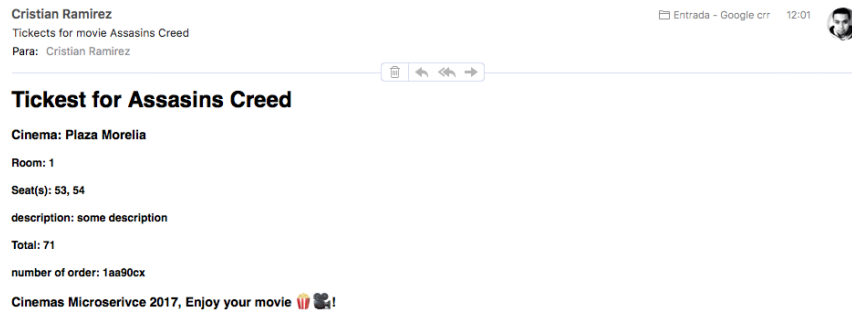 Cristian Ramirez
Entrada - Google crr 12:01
Tickects for movie Assasins Creed
Para: Cristian Ramirez
Tickest for Assasins Creed
Cinema: Plaza Morelia
Room: 1
Seat(s): 53, 54
description: some description
Total: 71
number of order: 1aa90cx
Cinemas Microserivce 2017, Enjoy your movie 🍿🎥!